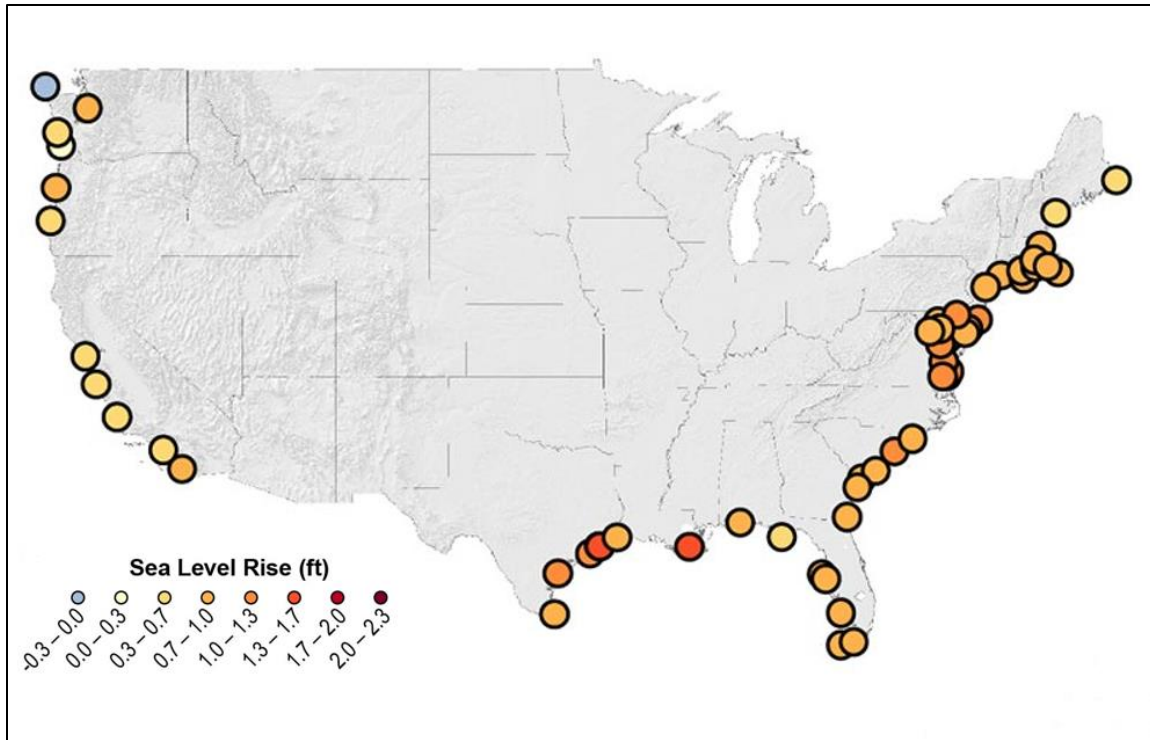 Sea Level Rise (ft)
-0.3 – 0.0
0.0 – 0.3
0.3 – 0.7
0.7 – 1.0
1.0 – 1.3
1.3 – 1.7
1.7 – 2.0
2.0 – 2.3